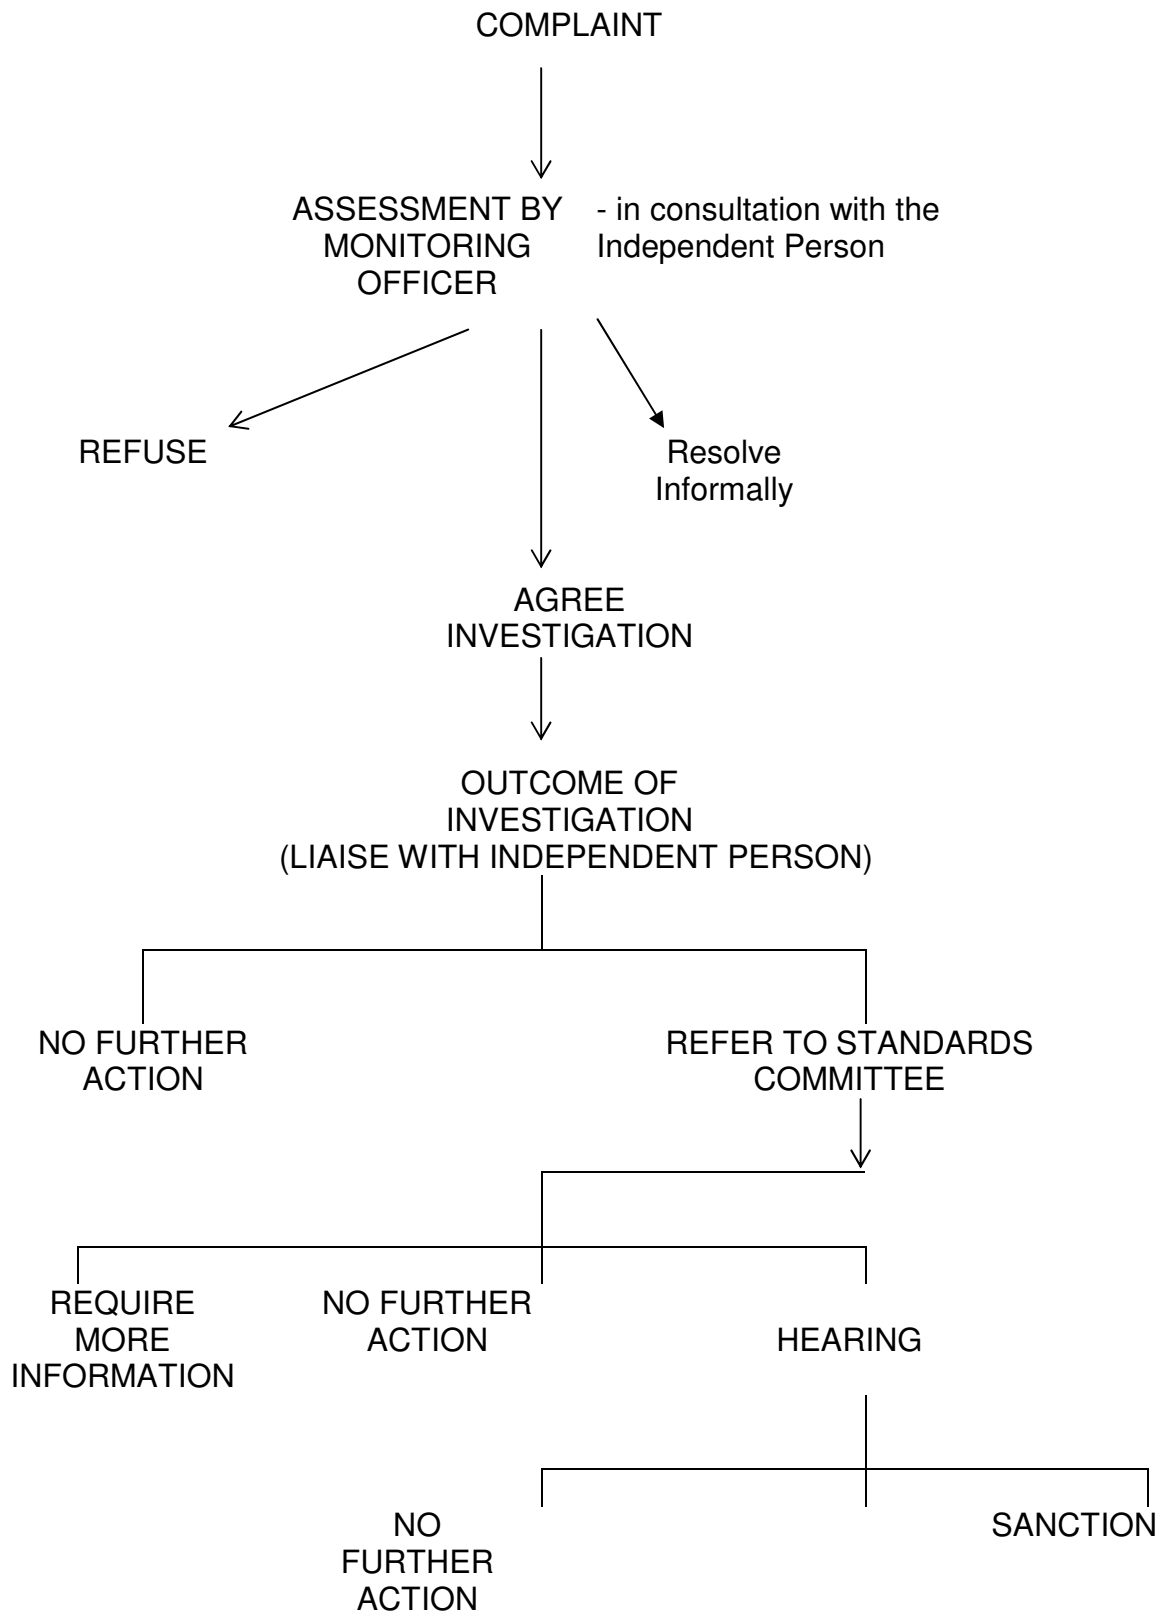 COMPLAINT
ASSESSMENT BY
MONITORING
OFFICER
- in consultation with the
Independent Person
REFUSE
Resolve
Informally
AGREE
INVESTIGATION
OUTCOME OF
INVESTIGATION
(LIAISE WITH INDEPENDENT PERSON)
NO FURTHER
ACTION
REFER TO STANDARDS
COMMITTEE
REQUIRE
MORE
INFORMATION
NO FURTHER
ACTION
HEARING
NO
FURTHER
ACTION
SANCTION